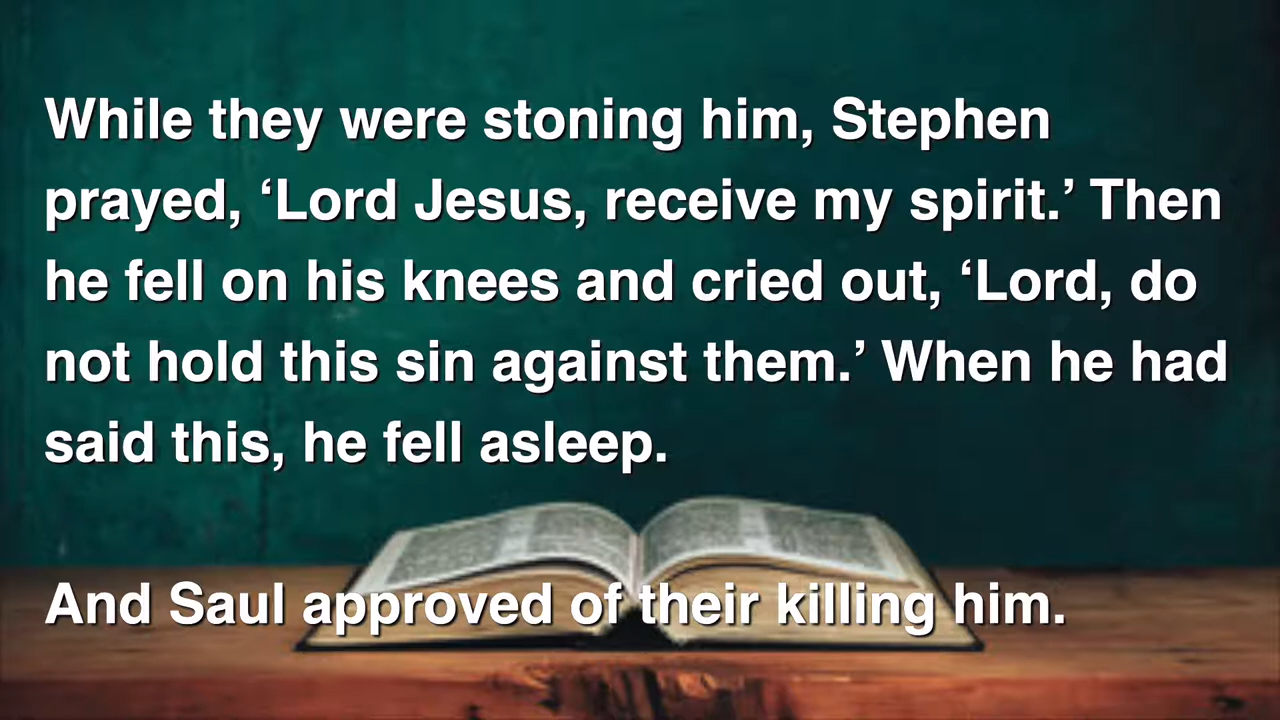 While they were stoning him, Stephen
prayed, ‘Lord Jesus, receive my spirit.’ Then
he fell on his knees and cried out, ‘Lord, do
not hold this sin against them.’ When he had
said this, he fell asleep.
And Saul approved of their killing him.